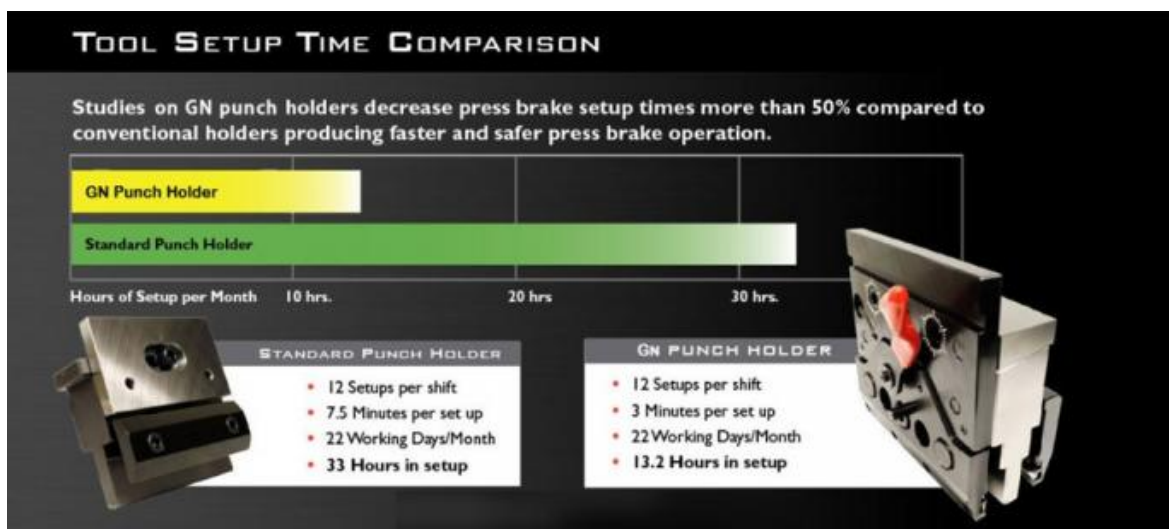 TOOL SETUP TIME COMPARISON
Studies on GN punch holders decrease press brake setup times more than 50% compared to
conventional holders producing faster and safer press brake operation.
GN Punch Holder
Standard Punch Holder
Hours of Setup per Month 10 hrs. 20 hrs 30 hrs.
STANDARD PUNCH HOLDER
• 12 Setups per shift
• 7.5 Minutes per set up
• 22 Working Days/Month
• 33 Hours in setup
GN PUNCH HOLDER
• 12 Setups per shift
• 3 Minutes per set up
• 22 Working Days/Month
• 13.2 Hours in setup